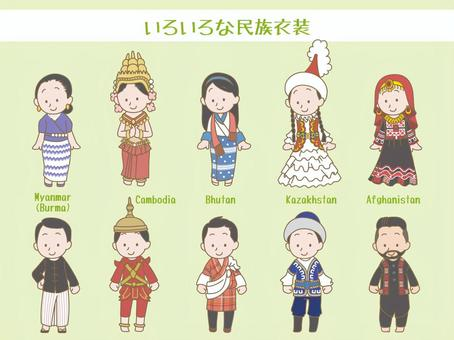 いろいろな民族衣装
Myanmar
(Burma)
Cambodia
Bhutan
Kazakhstan
Afghanistan